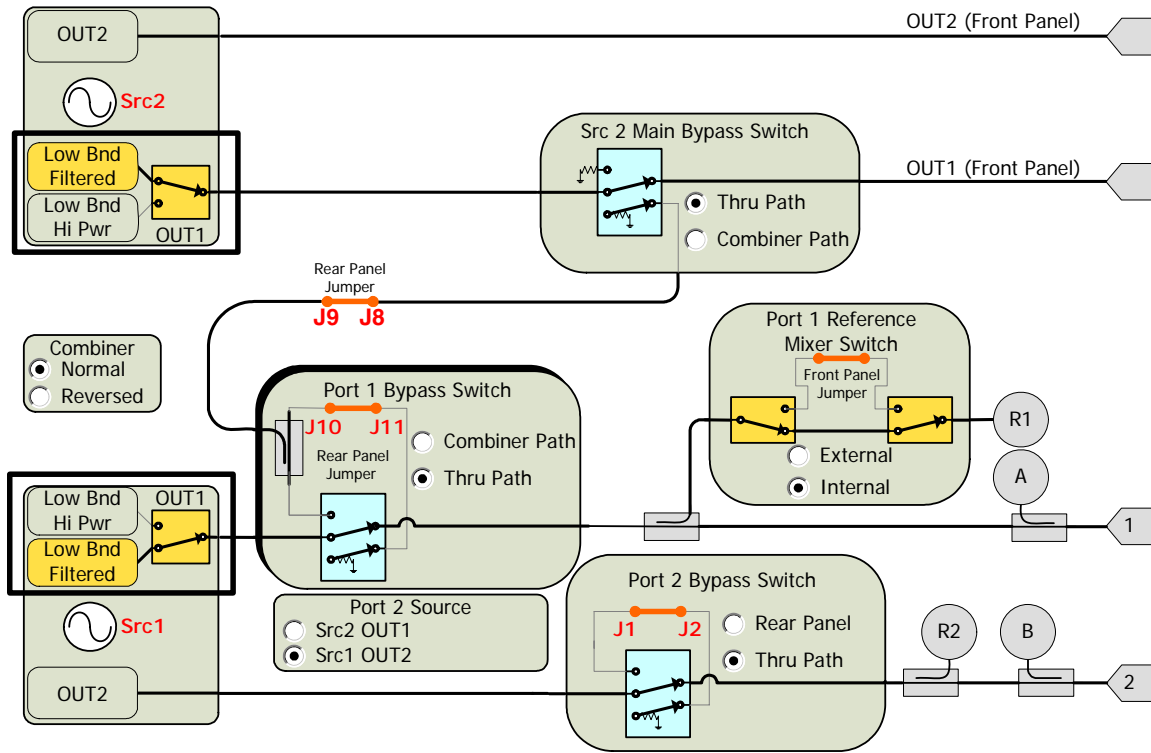 OUT2
OUT2 (Front Panel)
Src2
Src 2 Main Bypass Switch
Low Bnd
Filtered
Low Bnd
Hi Pwr
OUT1
OUT1 (Front Panel)
Thru Path
Combiner Path
Rear Panel
Jumper
J9
J8
Combiner
Normal
Reversed
Port 1 Reference
Mixer Switch
Front Panel
Jumper
R1
External
Internal
A
Port 1 Bypass Switch
J10
J11
Rear Panel
Jumper
Combiner Path
Thru Path
Low Bnd
Hi Pwr
OUT1
Low Bnd
Filtered
1
Src1
Port 2 Source
Src2 OUT1
Src1 OUT2
Port 2 Bypass Switch
J1
J2
Rear Panel
Thru Path
R2
B
OUT2
2